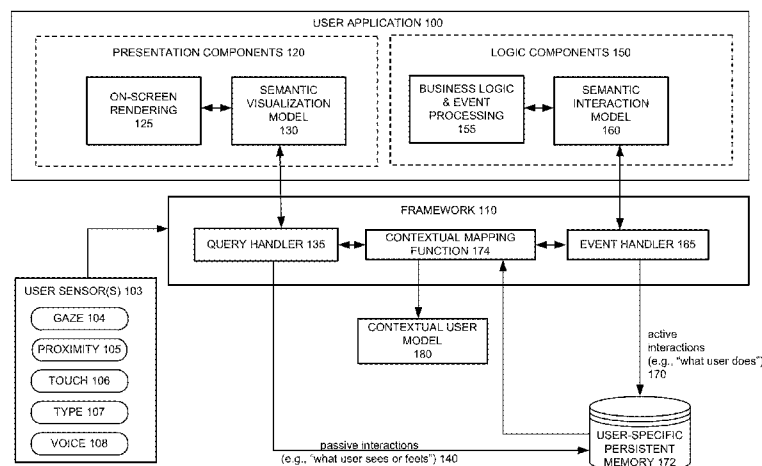 USER APPLICATION 100
PRESENTATION COMPONENTS 120
ON-SCREEN
RENDERING
125
SEMANTIC
VISUALIZATION
MODEL
130
LOGIC COMPONENTS 150
BUSINESS LOGIC
& EVENT
PROCESSING
155
SEMANTIC
INTERACTION
MODEL
160
FRAMEWORK 110
QUERY HANDLER 135
CONTEXTUAL MAPPING
FUNCTION 174
EVENT HANDLER 165
USER SENSOR(S) 103
GAZE 104
PROXIMITY 105
TOUCH 106
TYPE 107
VOICE 108
CONTEXTUAL USER
MODEL
180
active
interactions
(e.g., “what user does”)
170
passive interactions
(e.g., “what user sees or feels”) 140
USER-SPECIFIC
PERSISTENT
MEMORY 172